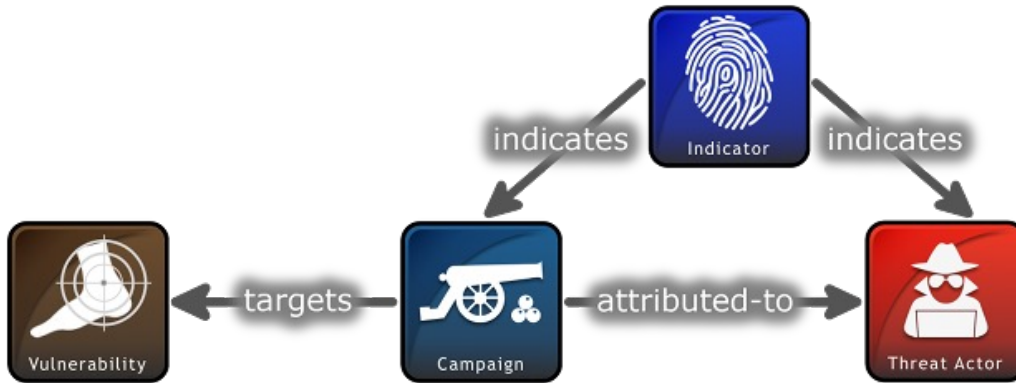 Indicator
indicates
indicates
Vulnerability
targets
Campaign
attributed-to
Threat Actor